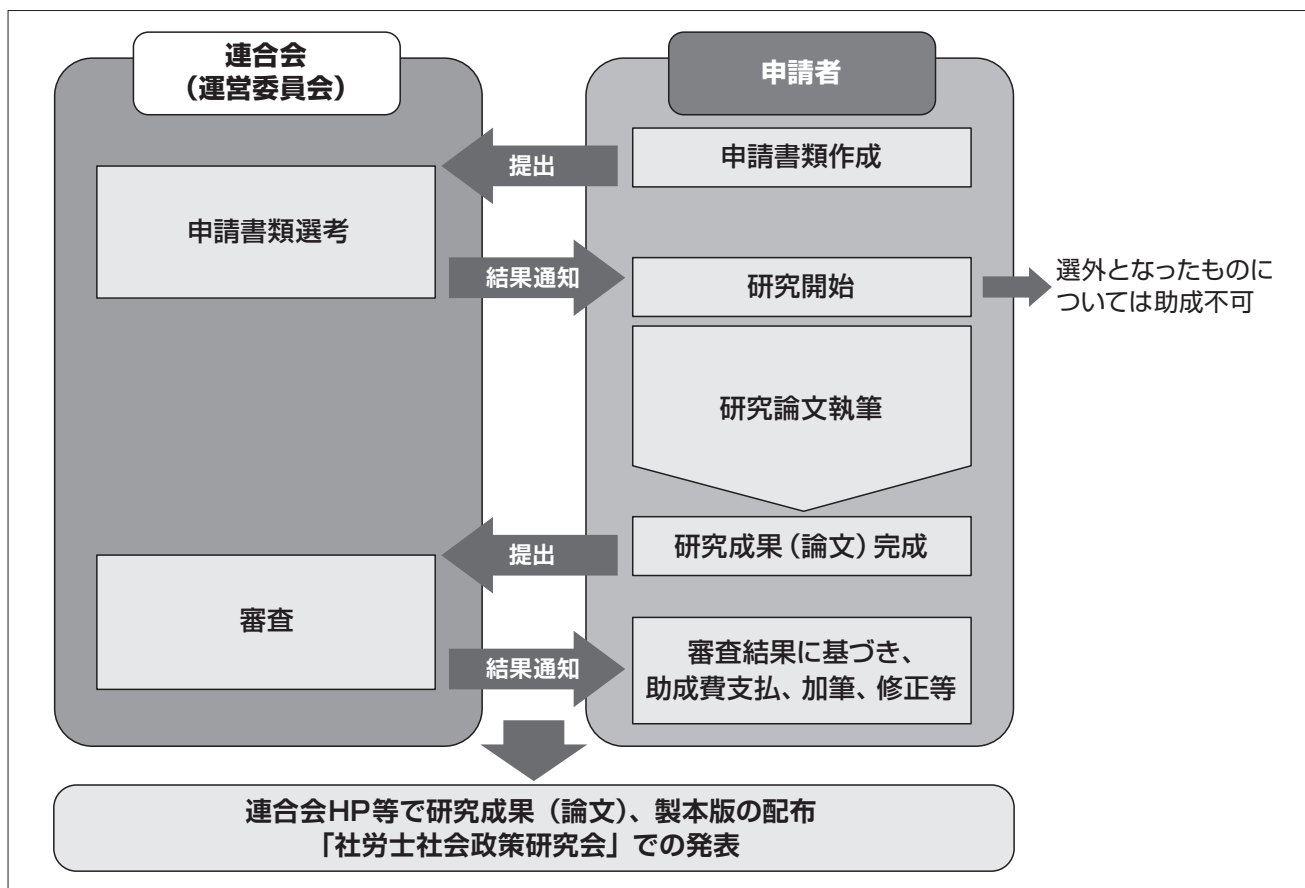 連合会
（運営委員会）
申請者
申請書類作成
提出
申請書類選考
結果通知
研究開始
選外となったものに
ついては助成不可
研究論文執筆
研究成果（論文）完成
提出
審査
結果通知
審査結果に基づき、
助成費支払、加筆、修正等
連合会HP等で研究成果（論文）、製本版の配布
「社労士社会政策研究会」での発表